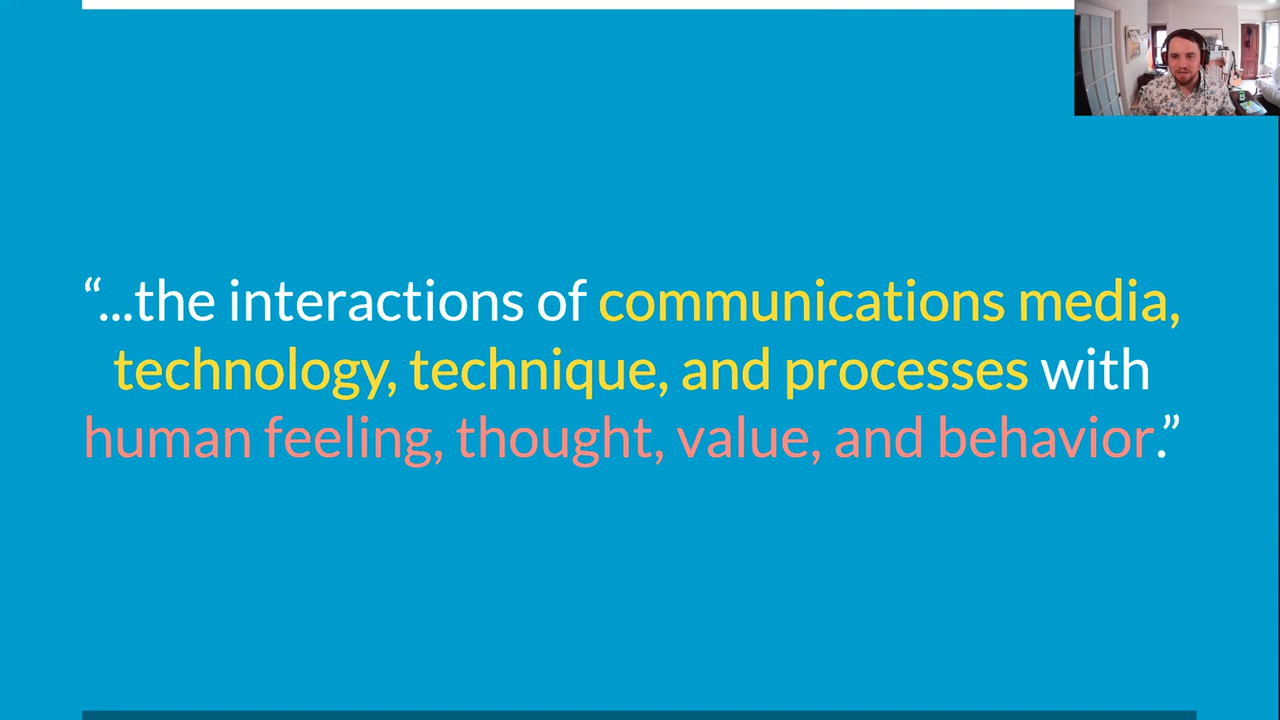 “...the interactions of communications media,
technology, technique, and processes with
human feeling, thought, value, and behavior.”